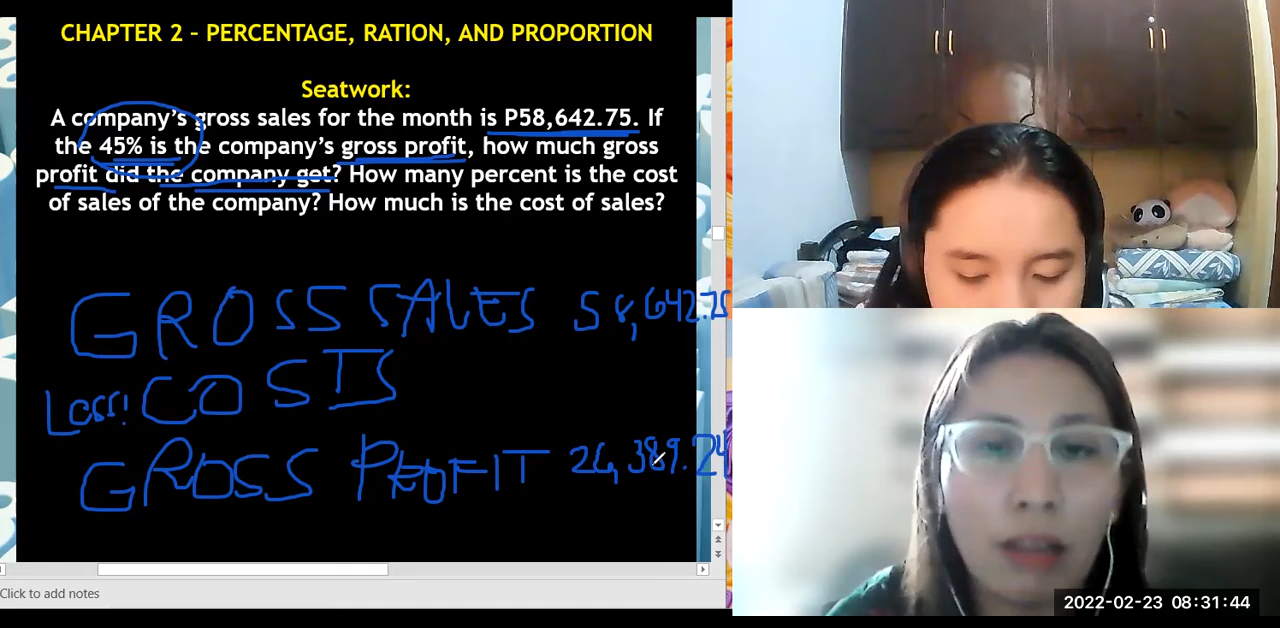 CHAPTER 2 – PERCENTAGE, RATION, AND PROPORTION
Seatwork:
A company's gross sales for the month is P58,642.75. If
the 45% is the company's gross profit, how much gross
profit did the company get? How many percent is the cost
of sales of the company? How much is the cost of sales?
GROSS SALES 58,642.75
Less: COST
GROSS PROFIT 26,389.24
Click to add notes
2022-02-23 08:31:44